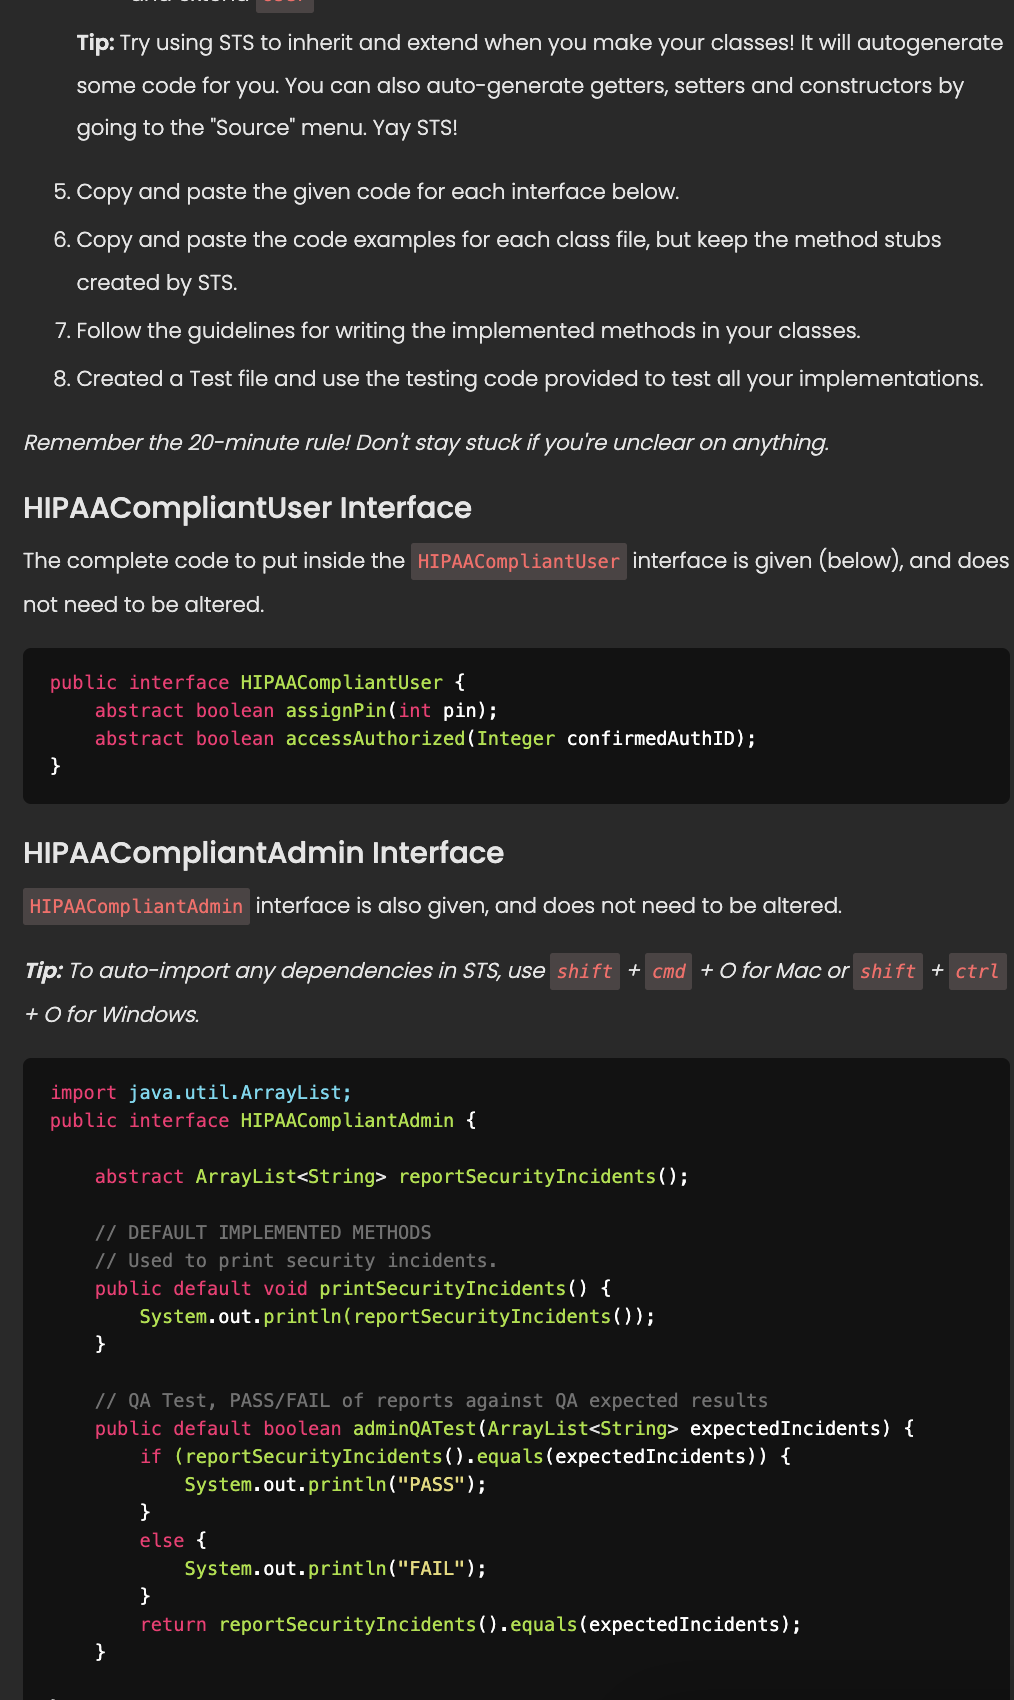 Tip: Try using STS to inherit and extend when you make your classes! It will autogenerate
some code for you. You can also auto-generate getters, setters and constructors by
going to the "Source" menu. Yay STS!
5. Copy and paste the given code for each interface below.
6. Copy and paste the code examples for each class file, but keep the method stubs
created by STS.
7. Follow the guidelines for writing the implemented methods in your classes.
8. Created a Test file and use the testing code provided to test all your implementations.
Remember the 20-minute rule! Don't stay stuck if you're unclear on anything.
HIPAACompliantUser Interface
The complete code to put inside the HIPAACompliantUser interface is given (below), and does
not need to be altered.
public interface HIPAACompliantUser {
    abstract boolean assignPin(int pin);
    abstract boolean accessAuthorized(Integer confirmedAuthID);
}
HIPAACompliantAdmin Interface
HIPAACompliantAdmin interface is also given, and does not need to be altered.
Tip: To auto-import any dependencies in STS, use shift + cmd + O for Mac or shift + ctrl
+ O for Windows.
import java.util.ArrayList;
public interface HIPAACompliantAdmin {
    abstract ArrayList<String> reportSecurityIncidents();
    // DEFAULT IMPLEMENTED METHODS
    // Used to print security incidents.
    public default void printSecurityIncidents() {
        System.out.println(reportSecurityIncidents());
    }
    // QA Test, PASS/FAIL of reports against QA expected results
    public default boolean adminQATest(ArrayList<String> expectedIncidents) {
        if (reportSecurityIncidents().equals(expectedIncidents)) {
            System.out.println("PASS");
        }
        else {
            System.out.println("FAIL");
        }
        return reportSecurityIncidents().equals(expectedIncidents);
    }